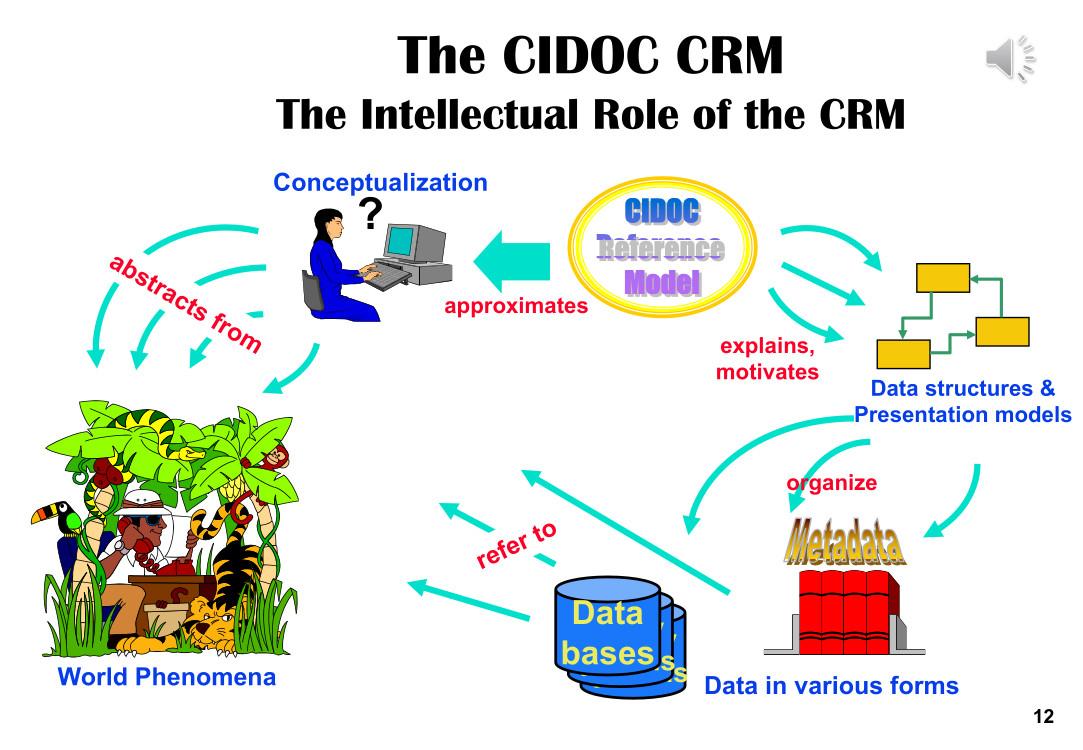 The CIDOC CRM
The Intellectual Role of the CRM
Conceptualization
?
CIDOC
Reference
Model
abstracts from
approximates
explains,
motivates
Data structures &
Presentation models
organize
Metadata
refer to
Data
bases
World Phenomena
Data in various forms
12